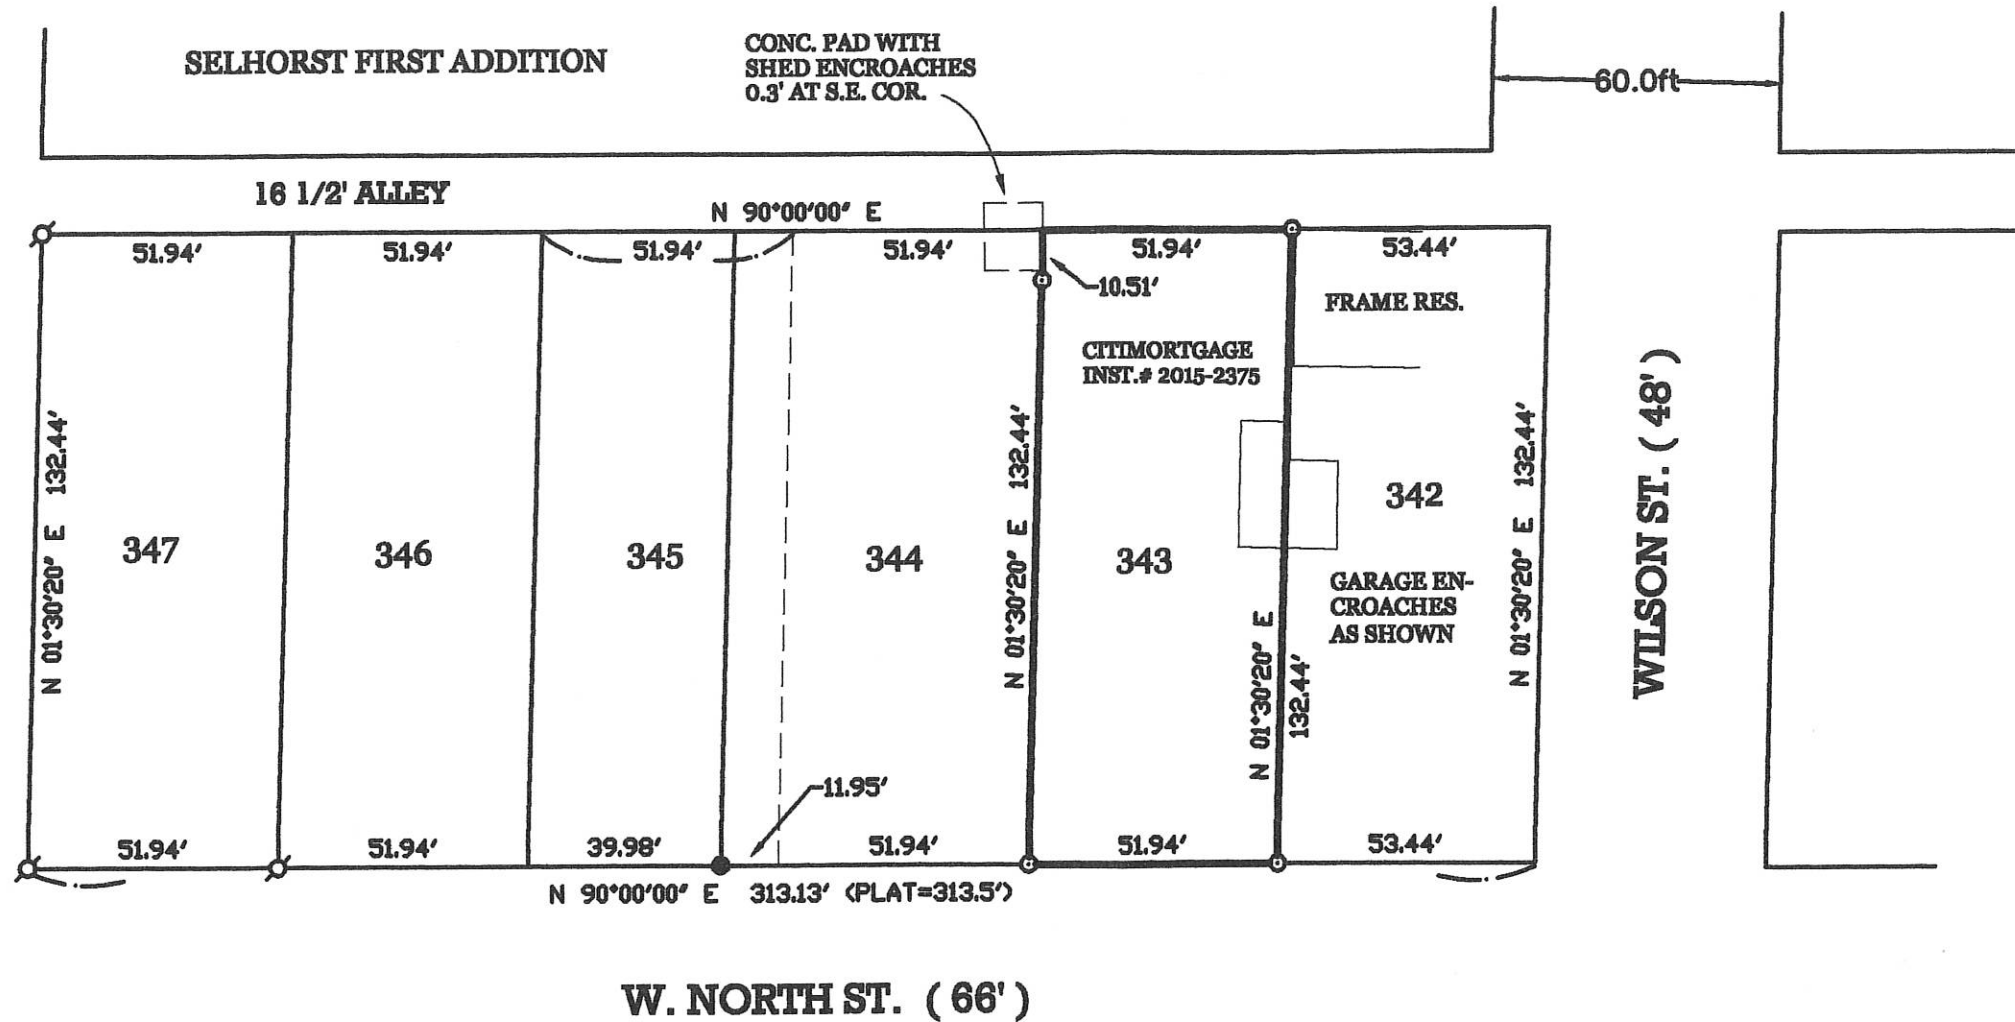 SELHORST FIRST ADDITION
CONC. PAD WITH
SHED ENCROACHES
0.3' AT S.E. COR.
60.0ft
16 1/2' ALLEY
N 90°00'00" E
51.94'
51.94'
51.94'
51.94'
51.94'
53.44'
10.51'
FRAME RES.
CITIMORTGAGE
INST.# 2015-2375
N 01°30'20" E 132.44'
N 01°30'20" E 132.44'
N 01°30'20" E
132.44'
N 01°30'20" E 132.44'
WILSON ST. ( 48' )
347
346
345
344
343
342
GARAGE EN-
CROACHES
AS SHOWN
11.95'
51.94'
51.94'
39.98'
51.94'
51.94'
53.44'
N 90°00'00" E 313.13' (PLAT=313.5')
W. NORTH ST. ( 66' )